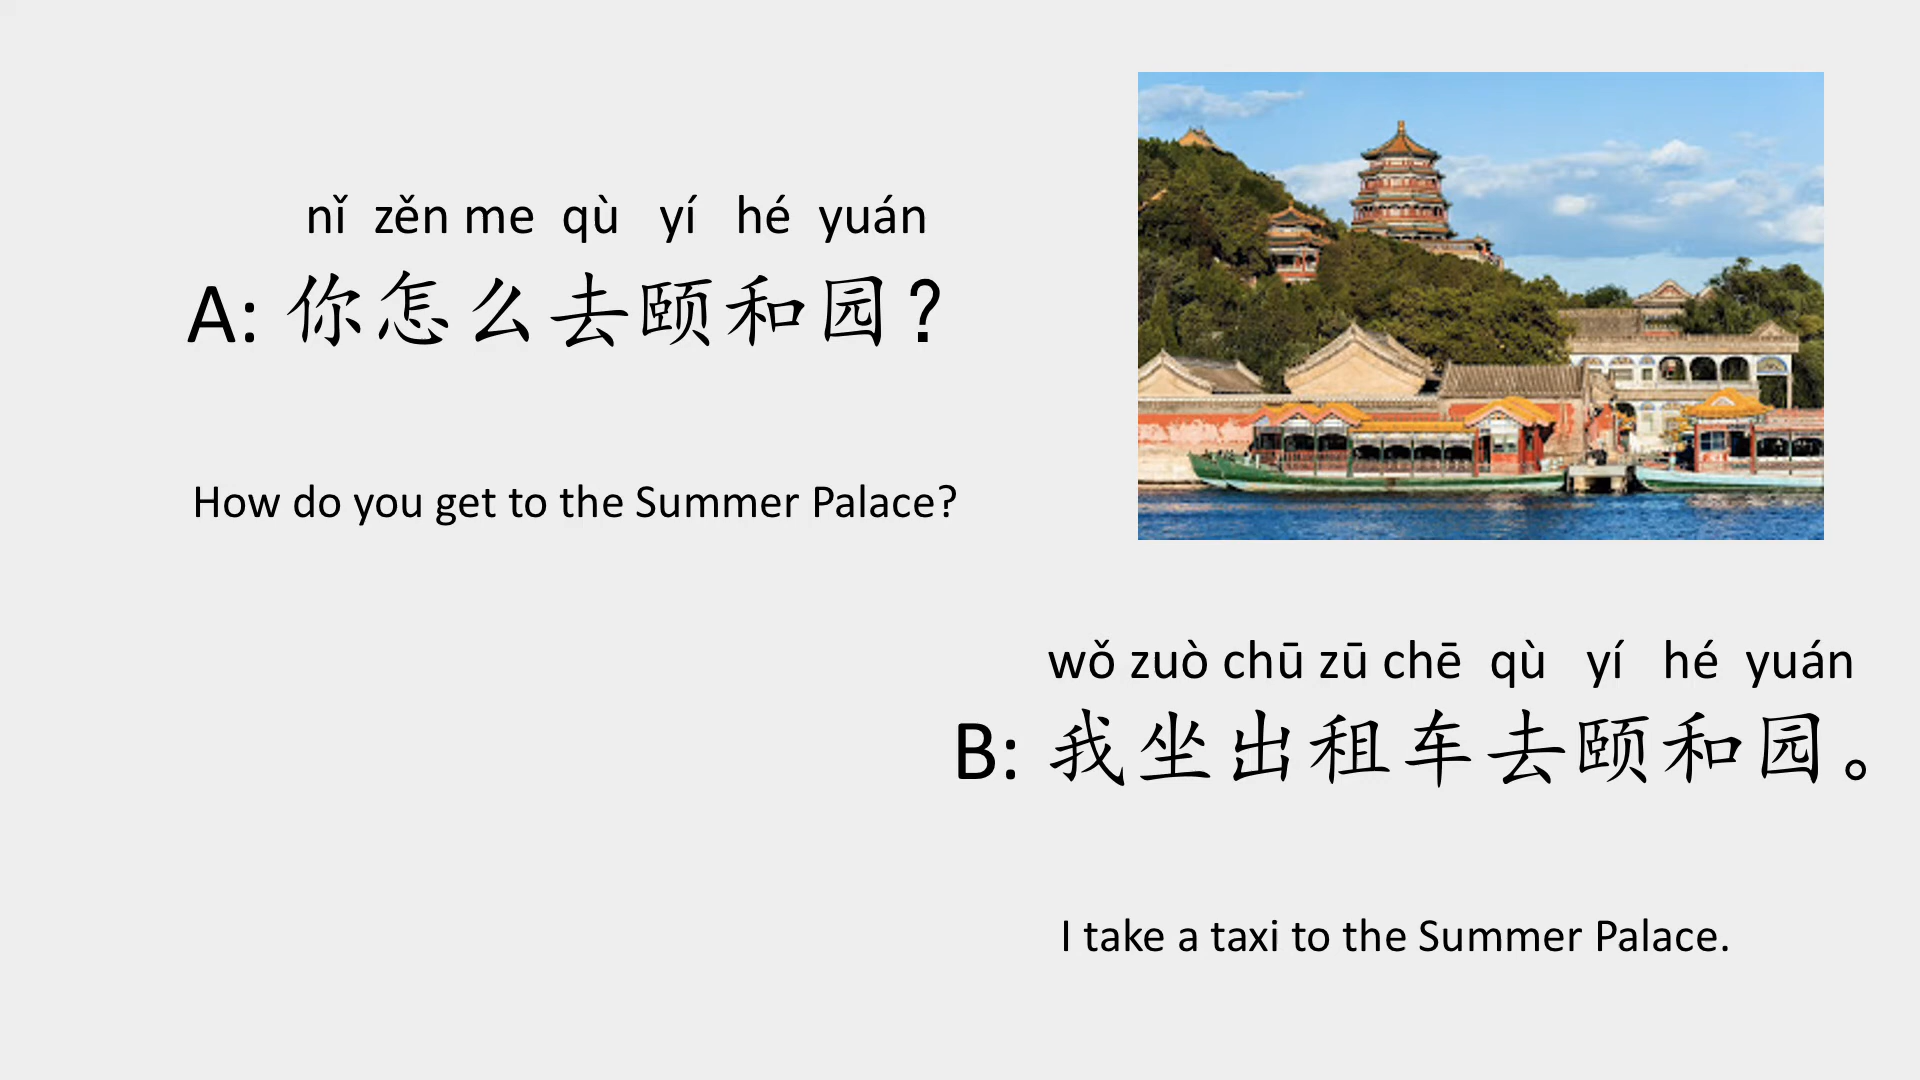 nǐ zěn me qù yí hé yuán
A: 你怎么去颐和园？
How do you get to the Summer Palace?
wǒ zuò chū zū chē qù yí hé yuán
B: 我坐出租车去颐和园。
I take a taxi to the Summer Palace.